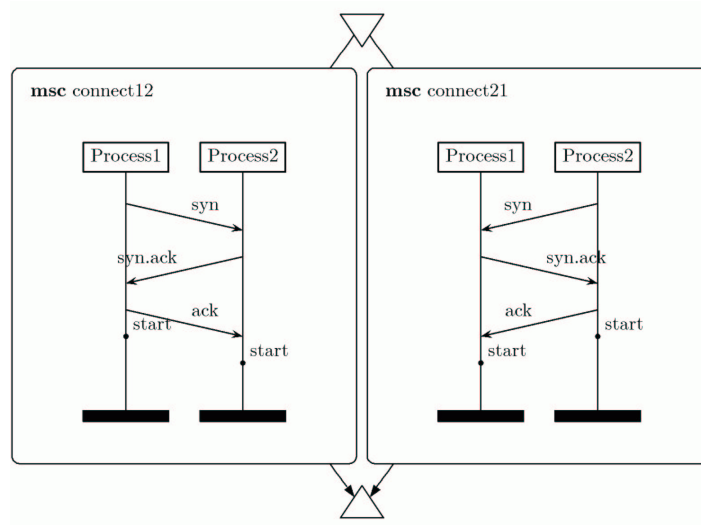 msc connect12
Process1 Process2
syn
syn.ack
ack
start
start
msc connect21
Process1 Process2
syn
syn.ack
ack
start
start